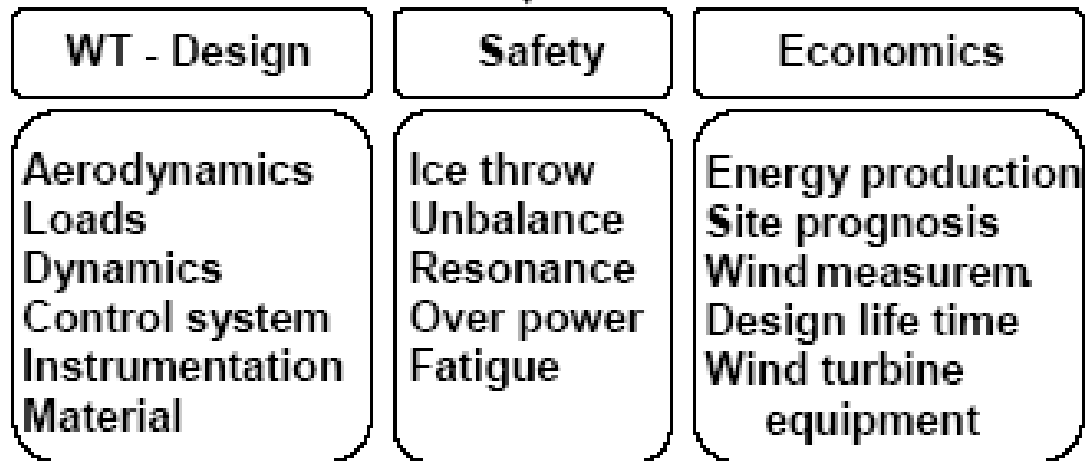 WT - Design
Aerodynamics
Loads
Dynamics
Control system
Instrumentation
Material
Safety
Ice throw
Unbalance
Resonance
Over power
Fatigue
Economics
Energy production
Site prognosis
Wind measurem.
Design life time
Wind turbine
equipment